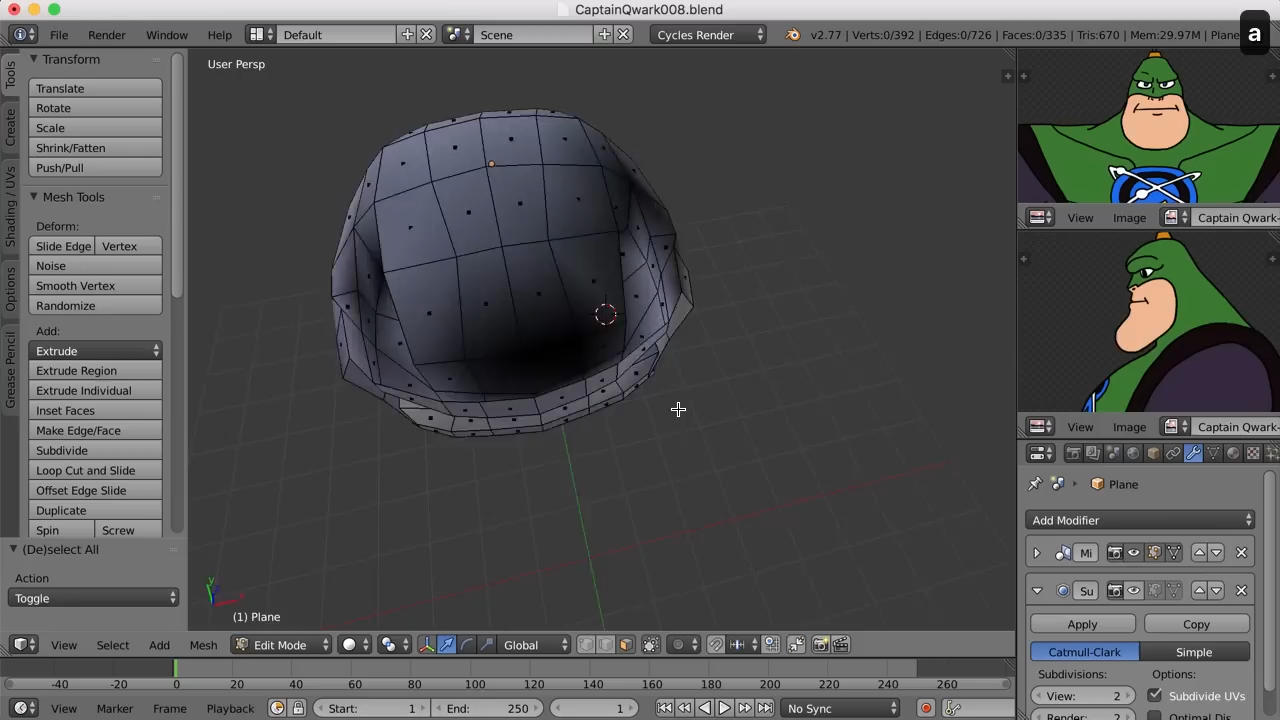 CaptainQwark008.blend
a
File Render Window Help Default Scene Cycles Render v2.77 | Verts:0/392 | Edges:0/726 | Faces:0/335 | Tris:670 | Mem:29.97M | Plane
Tools
Create
Shading / UVs
Options
Grease Pencil
Transform
Translate
Rotate
Scale
Shrink/Fatten
Push/Pull
Mesh Tools
Deform:
Slide Edge Vertex
Noise
Smooth Vertex
Randomize
Add:
Extrude
Extrude Region
Extrude Individual
Inset Faces
Make Edge/Face
Subdivide
Loop Cut and Slide
Offset Edge Slide
Duplicate
Spin Screw
(De)select All
Action
Toggle
User Persp
(1) Plane
View Image Captain Qwark-
View Image Captain Qwark-
Plane
Add Modifier
Mi
Su
Apply Copy
Catmull-Clark Simple
Subdivisions: Options:
View: 2 Subdivide UVs
Render: 2 Optimal Dis
View Select Add Mesh Edit Mode Global
-40 -20 0 20 40 60 80 100 120 140 160 180 200 220 240 260
View Marker Frame Playback Start: 1 End: 250 1 No Sync